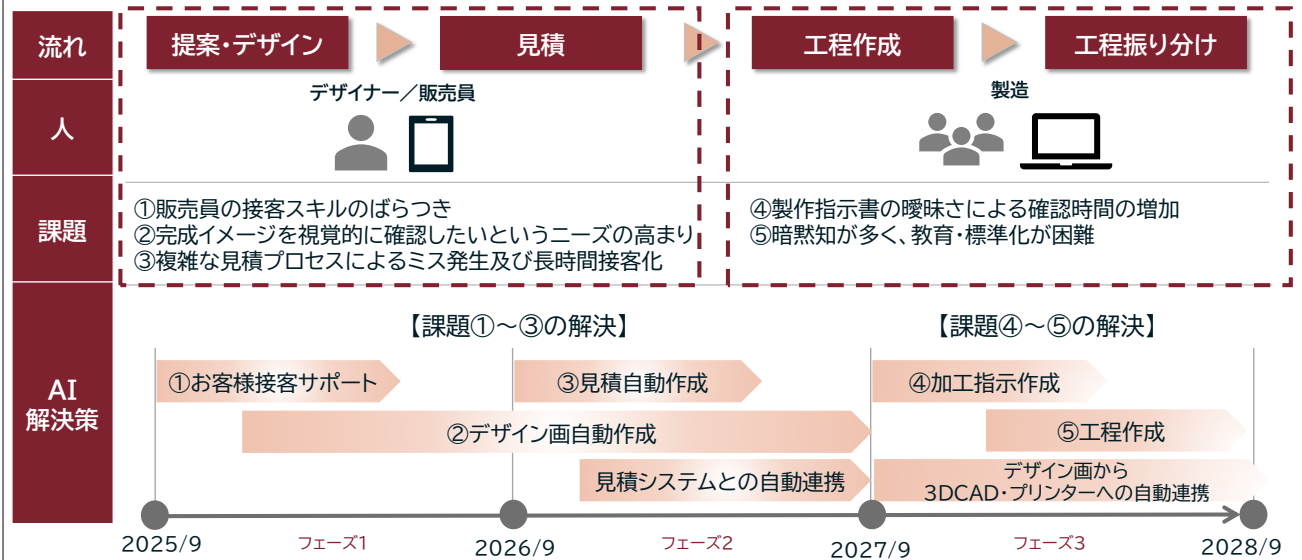 流れ
提案・デザイン
見積
工程作成
工程振り分け
人
デザイナー／販売員
製造
課題
①販売員の接客スキルのばらつき
②完成イメージを視覚的に確認したいというニーズの高まり
③複雑な見積プロセスによるミス発生及び長時間接客化
④製作指示書の曖昧さによる確認時間の増加
⑤暗黙知が多く、教育・標準化が困難
AI
解決策
【課題①～③の解決】
【課題④～⑤の解決】
①お客様接客サポート
③見積自動作成
④加工指示作成
②デザイン画自動作成
⑤工程作成
見積システムとの自動連携
デザイン画から
3DCAD・プリンターへの自動連携
2025/9
フェーズ1
2026/9
フェーズ2
2027/9
フェーズ3
2028/9